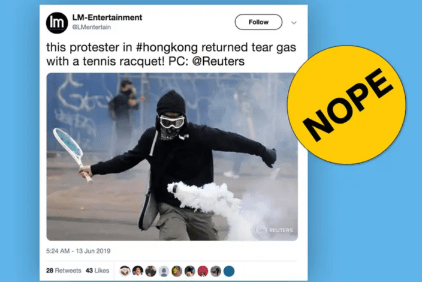 lm LM-Entertainment
@LMentertain
Follow
this protester in #hongkong returned tear gas
with a tennis racquet! PC: @Reuters
NOPE
REUTERS
5:24 AM - 13 Jun 2019
28 Retweets 43 Likes